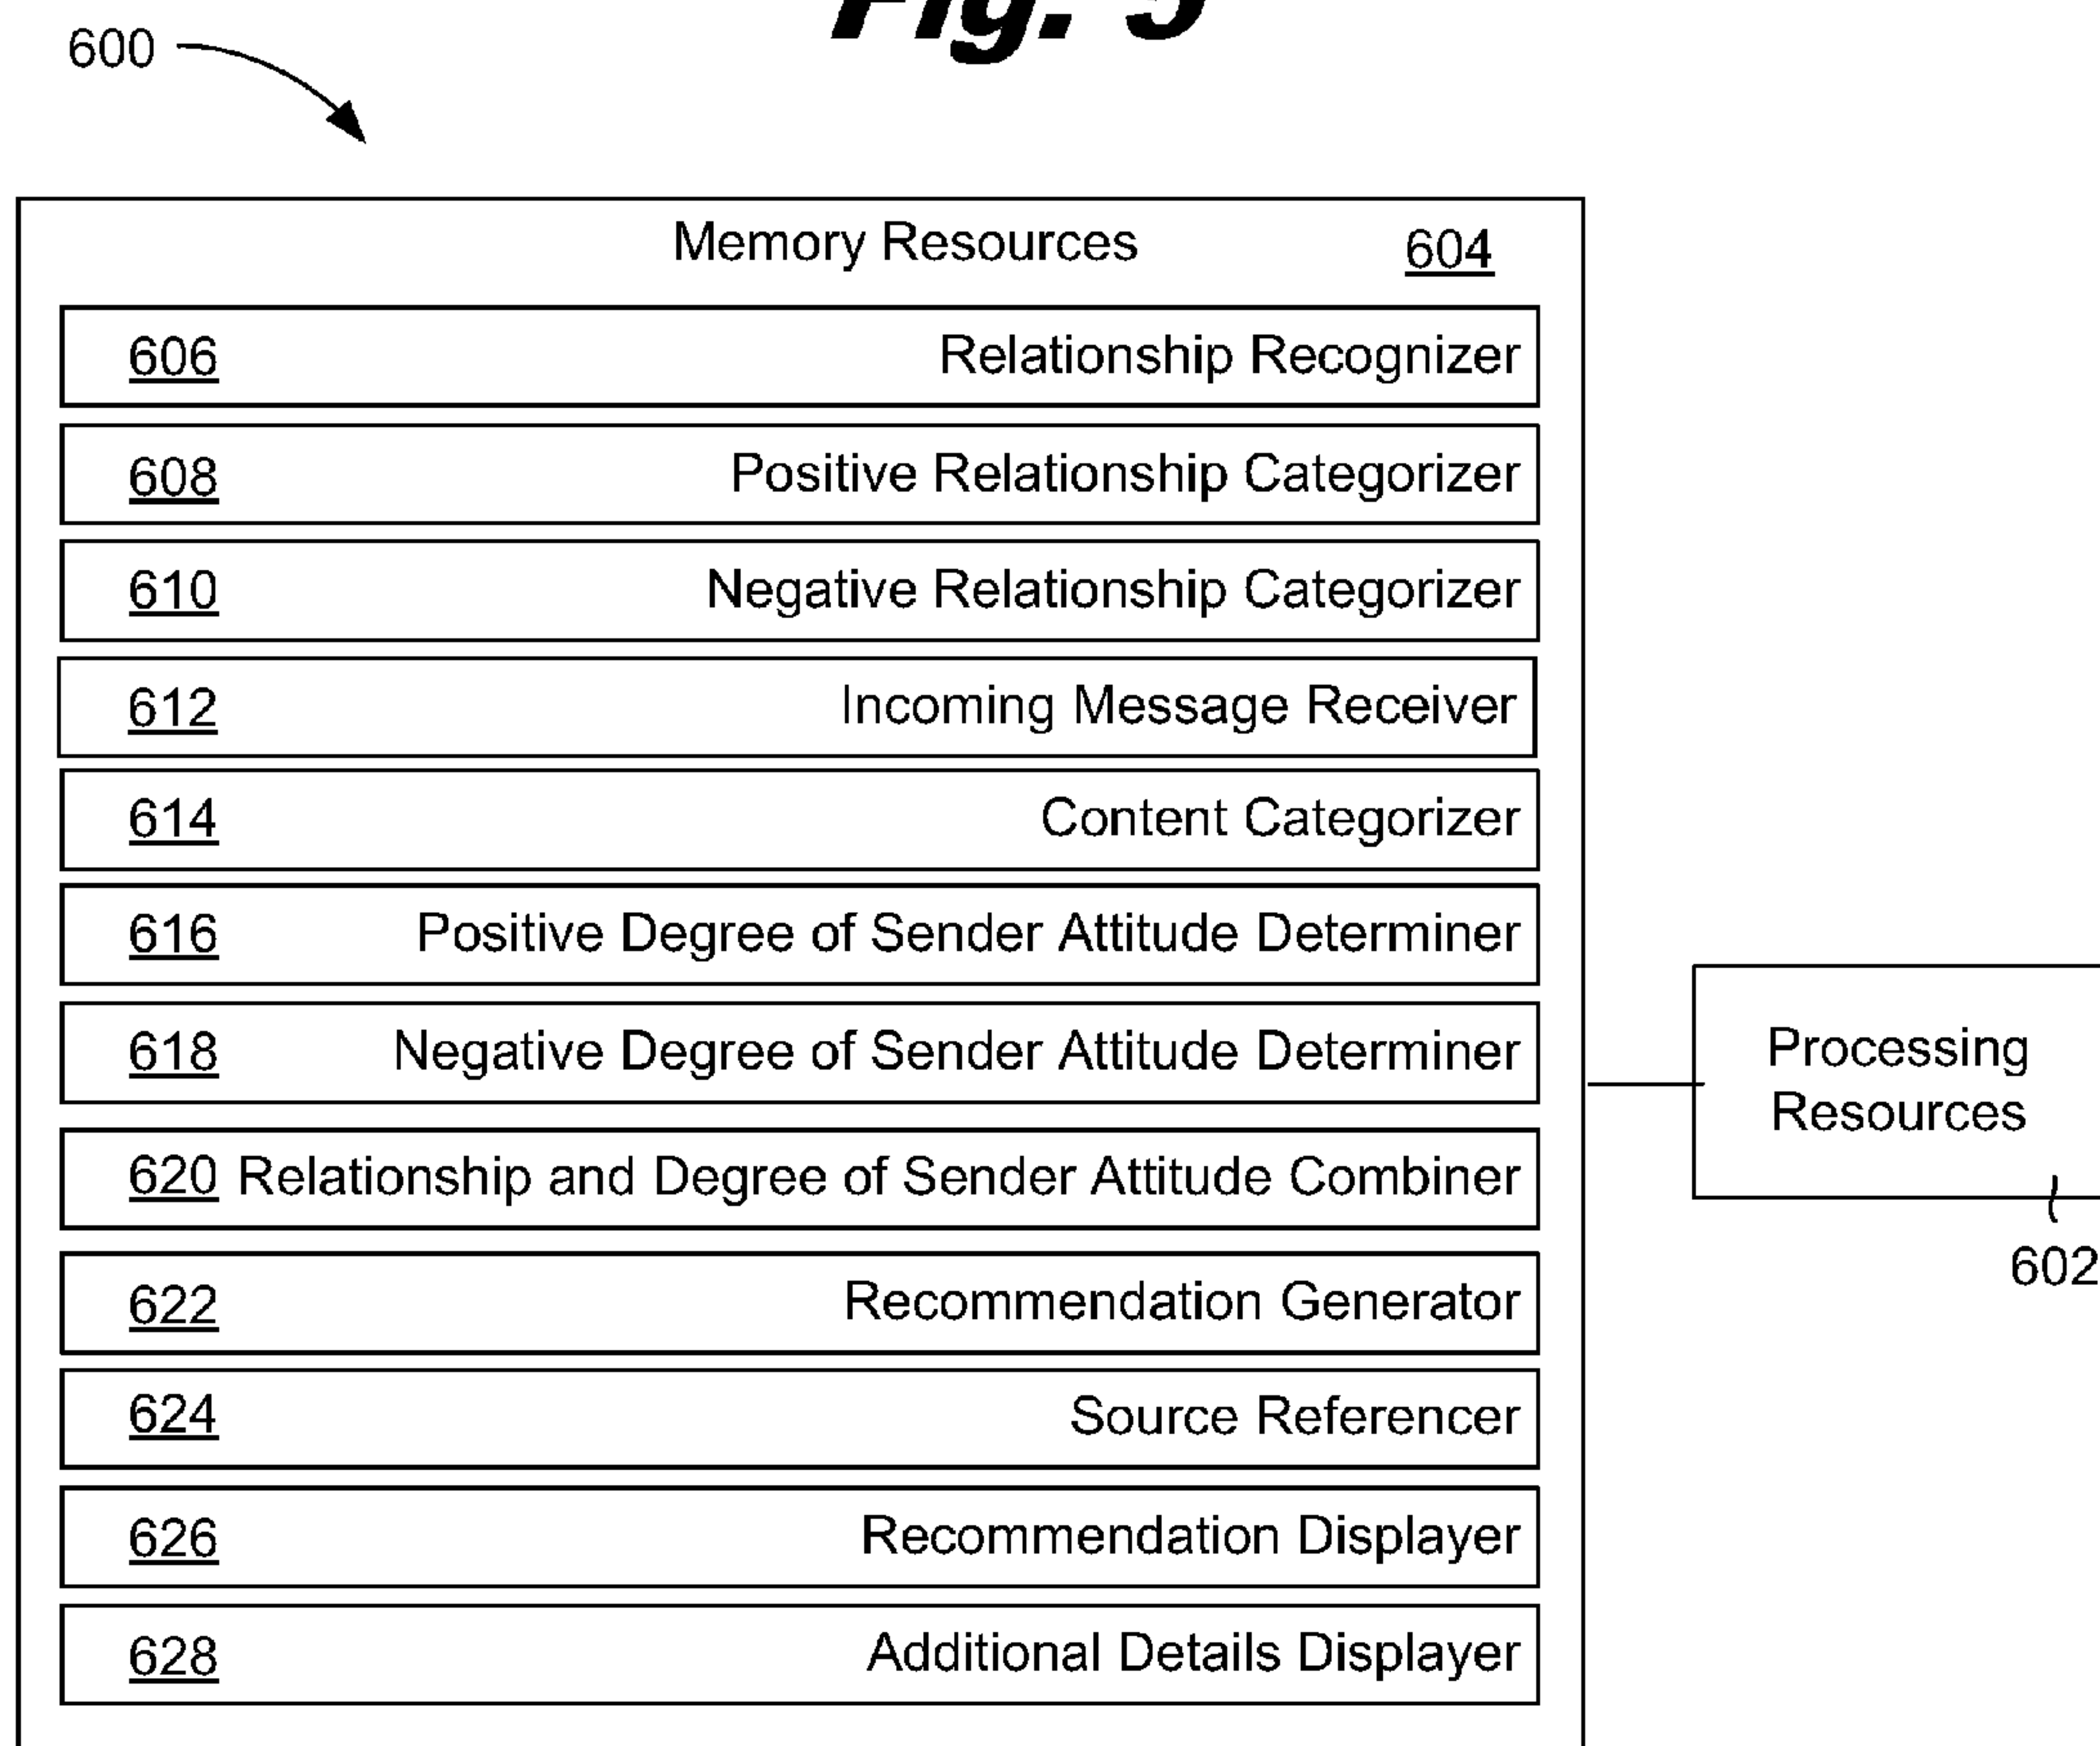 Fig. 5
600
Memory Resources 604
606 Relationship Recognizer
608 Positive Relationship Categorizer
610 Negative Relationship Categorizer
612 Incoming Message Receiver
614 Content Categorizer
616 Positive Degree of Sender Attitude Determiner
618 Negative Degree of Sender Attitude Determiner
620 Relationship and Degree of Sender Attitude Combiner
622 Recommendation Generator
624 Source Referencer
626 Recommendation Displayer
628 Additional Details Displayer
Processing
Resources
602